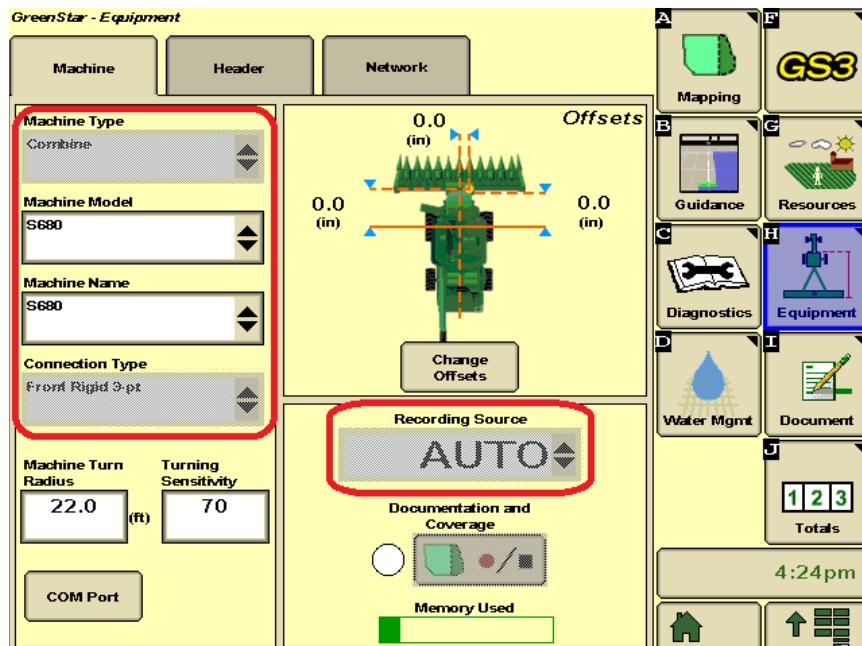 GreenStar - Equipment
Machine
Header
Network
Machine Type
Combine
Machine Model
S680
Machine Name
S680
Connection Type
Front Rigid 3-pt
Machine Turn
Radius
22.0
(ft)
Turning
Sensitivity
70
COM Port
Offsets
0.0
(in)
0.0
(in)
0.0
(in)
Change
Offsets
Recording Source
AUTO
Documentation and
Coverage
Memory Used
A
Mapping
F
GS3
B
Guidance
G
Resources
C
Diagnostics
H
Equipment
D
Water Mgmt
I
Document
J
1 2 3
Totals
4:24pm